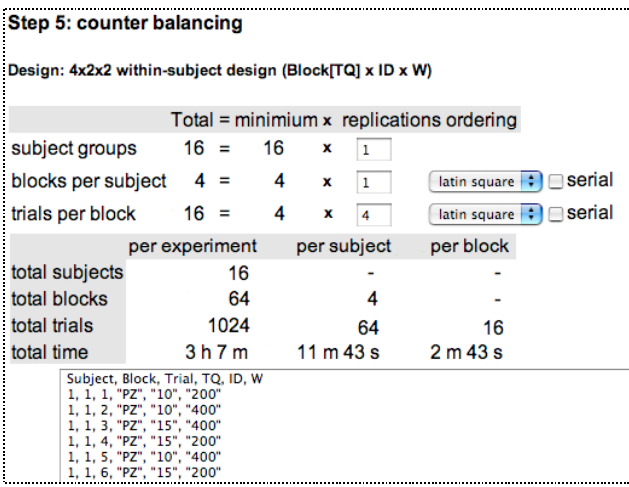 Step 5: counter balancing
Design: 4x2x2 within-subject design (Block[TQ] x ID x W)
Total = minimium x replications ordering
subject groups 16 = 16 x 1
blocks per subject 4 = 4 x 1 latin square serial
trials per block 16 = 4 x 4 latin square serial
per experiment per subject per block
total subjects 16 - -
total blocks 64 4 -
total trials 1024 64 16
total time 3 h 7 m 11 m 43 s 2 m 43 s
Subject, Block, Trial, TQ, ID, W
1, 1, 1, "PZ", "10", "200"
1, 1, 2, "PZ", "10", "400"
1, 1, 3, "PZ", "15", "400"
1, 1, 4, "PZ", "15", "200"
1, 1, 5, "PZ", "10", "400"
1, 1, 6, "PZ", "15", "200"